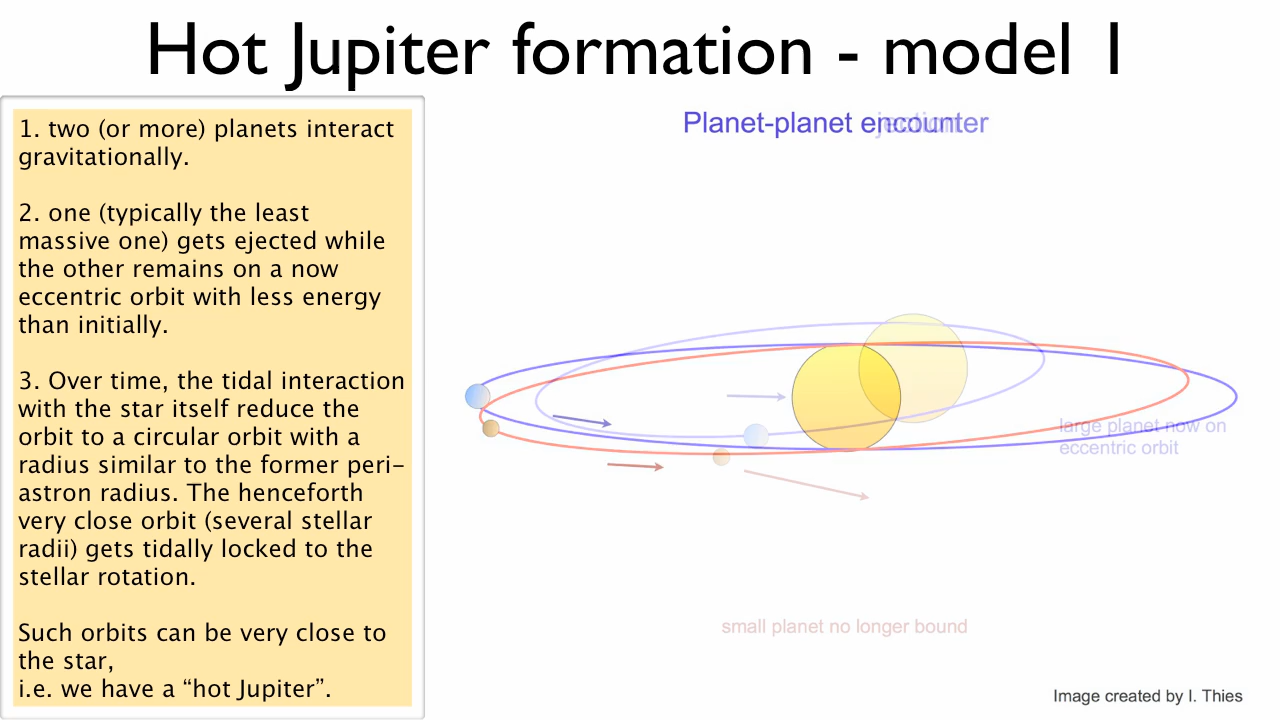 Hot Jupiter formation - model 1
1. two (or more) planets interact
gravitationally.
2. one (typically the least
massive one) gets ejected while
the other remains on a now
eccentric orbit with less energy
than initially.
3. Over time, the tidal interaction
with the star itself reduce the
orbit to a circular orbit with a
radius similar to the former peri-
astron radius. The henceforth
very close orbit (several stellar
radii) gets tidally locked to the
stellar rotation.
Such orbits can be very close to
the star,
i.e. we have a “hot Jupiter”.
Planet-planet encounter
large planet now on
eccentric orbit
small planet no longer bound
Image created by I. Thies